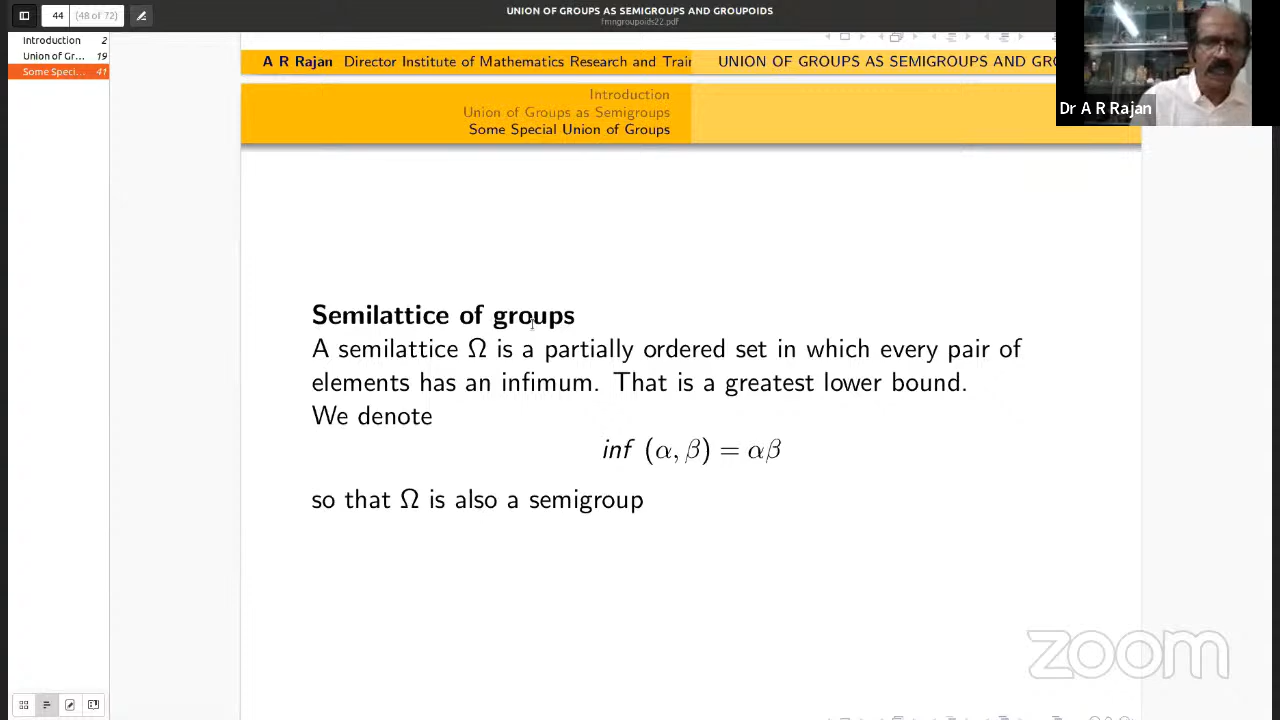 UNION OF GROUPS AS SEMIGROUPS AND GROUPOIDS
fmngroupoids22.pdf
44 (48 of 72)
Introduction 2
Union of Gr... 19
Some Speci... 41
A R Rajan Director Institute of Mathematics Research and Trai
UNION OF GROUPS AS SEMIGROUPS AND GRO
Dr A R Rajan
Introduction
Union of Groups as Semigroups
Some Special Union of Groups
Semilattice of groups
A semilattice Ω is a partially ordered set in which every pair of
elements has an infimum. That is a greatest lower bound.
We denote
inf (α, β) = αβ
so that Ω is also a semigroup
zoom